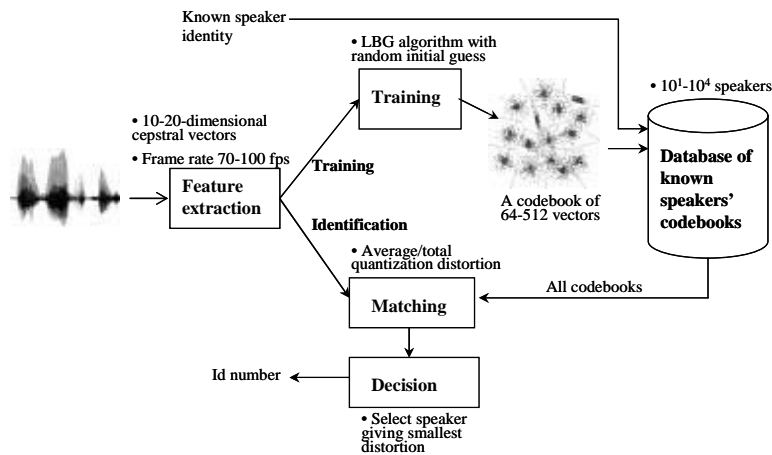 Known speaker
identity
• LBG algorithm with
random initial guess
Training
• 10¹-10⁴ speakers
• 10-20-dimensional
cepstral vectors
• Frame rate 70-100 fps
Training
Feature
extraction
Database of
known
speakers’
codebooks
A codebook of
64-512 vectors
Identification
• Average/total
quantization distortion
Matching
All codebooks
Id number
Decision
• Select speaker
giving smallest
distortion